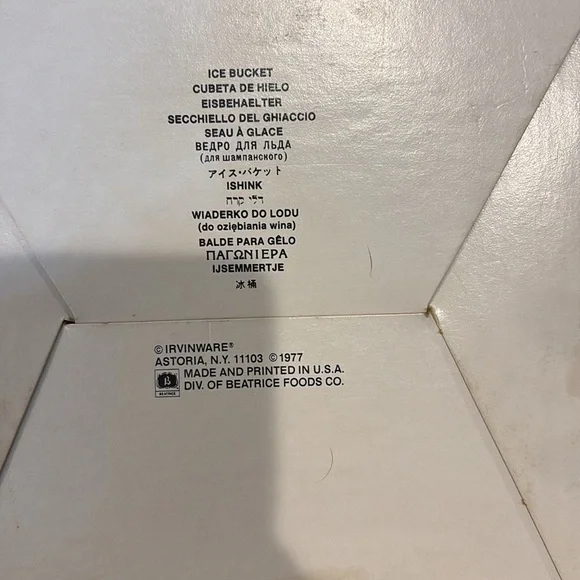 ICE BUCKET
CUBETA DE HIELO
EISBEHAELTER
SECCHIELLO DEL GHIACCIO
SEAU À GLACE
ВЕДРО ДЛЯ ЛЬДА
(для шампанского)
アイス・バケット
ISHINK
דלי קרח
WIADERKO DO LODU
(do oziębiania wina)
BALDE PARA GÊLO
ΠΑΓΩΝΙΕΡΑ
IJSEMMERTJE
冰桶
© IRVINWARE®
ASTORIA, N.Y. 11103 © 1977
MADE AND PRINTED IN U.S.A.
DIV. OF BEATRICE FOODS CO.
BEATRICE